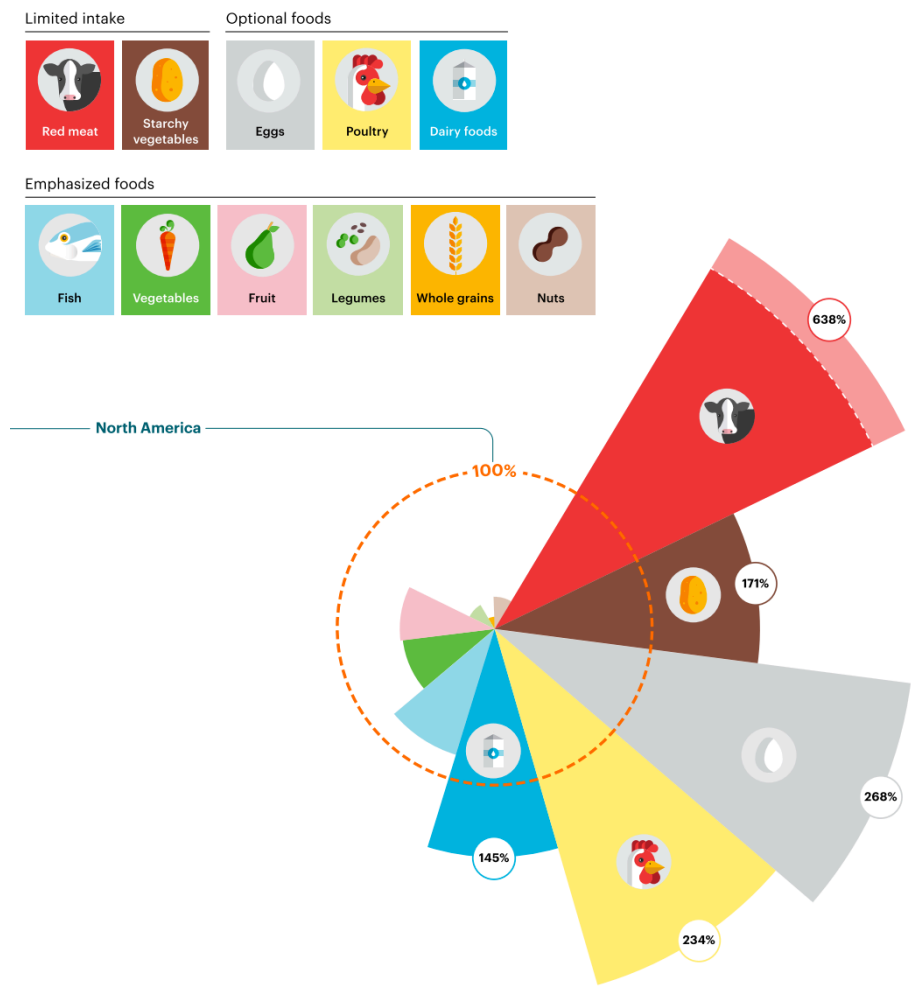 Limited intake
Optional foods
Red meat
Starchy
vegetables
Eggs
Poultry
Dairy foods
Emphasized foods
Fish
Vegetables
Fruit
Legumes
Whole grains
Nuts
638%
North America
100%
171%
268%
145%
234%